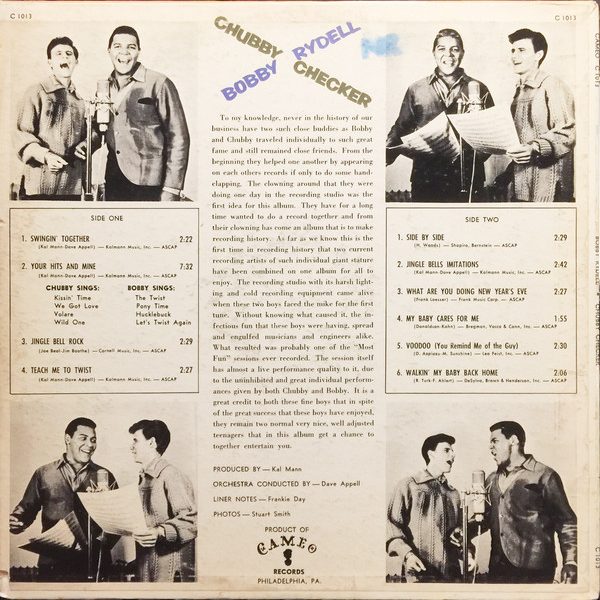 C 1013
C 1013
CHUBBY RYDELL
BOBBY CHECKER
To my knowledge, never in the history of our
business have two such close buddies as Bobby
and Chubby traveled individually to such great
fame and still remained close friends. From the
beginning they helped one another by appearing
on each others records if only to do some hand-
clapping. The clowning around that they were
doing one day in the recording studio was the
first idea for this album. They have for a long
time wanted to do a record together and from
their clowning has come an album that is to make
recording history. As far as we know this is the
first time in recording history that two current
recording artists of such individual giant stature
have been combined on one album for all to
enjoy. The recording studio with its harsh light-
ing and cold recording equipment came alive
when these two boys faced the mike for the first
tune. Without knowing what caused it, the in-
fectious fun that these boys were having, spread
and engulfed musicians and engineers alike.
What resulted was probably one of the "Most
Fun" sessions ever recorded. The session itself
has almost a live performance quality to it, due
to the uninhibited and great individual perform-
ances given by both Chubby and Bobby. It is a
great credit to both these fine boys that in spite
of the great success that these boys have enjoyed,
they remain two normal very nice, well adjusted
teenagers that in this album get a chance to
together entertain you.
PRODUCED BY — Kal Mann
ORCHESTRA CONDUCTED BY — Dave Appell
LINER NOTES — Frankie Day
PHOTOS — Stuart Smith
PRODUCT OF
CAMEO
RECORDS
PHILADELPHIA, PA.
SIDE ONE
1. SWINGIN' TOGETHER 2:22
(Kal Mann-Dave Appell) — Kalmann Music, Inc. — ASCAP
2. YOUR HITS AND MINE 7:32
(Kal Mann-Dave Appell) — Kalmann Music, Inc. — ASCAP
CHUBBY SINGS: BOBBY SINGS:
Kissin' Time The Twist
We Got Love Pony Time
Volare Hucklebuck
Wild One Let's Twist Again
3. JINGLE BELL ROCK 2:29
(Joe Beal-Jim Boothe) — Cornell Music, Inc. — ASCAP
4. TEACH ME TO TWIST 2:27
(Kal Mann-Dave Appell) — Kalmann Music, Inc. — ASCAP
SIDE TWO
1. SIDE BY SIDE 2:29
(H. Woods) — Shapiro, Bernstein — ASCAP
2. JINGLE BELLS IMITATIONS 2:42
(Kal Mann-Dave Appell) — Kalmann Music, Inc. — ASCAP
3. WHAT ARE YOU DOING NEW YEAR'S EVE 2:27
(Frank Loesser) — Frank Music Corp. — ASCAP
4. MY BABY CARES FOR ME 1:55
(Donaldson-Kahn) — Bregman, Vocco & Conn, Inc. — ASCAP
5. VOODOO (You Remind Me of the Guy) 2:30
6. WALKIN' MY BABY BACK HOME 2:06
(R. Turk-F. Ahlert) — DeSylva, Brown & Henderson, Inc. — ASCAP
CAMEO C 1013
BOBBY RYDELL CHUBBY CHECKER
C 1013